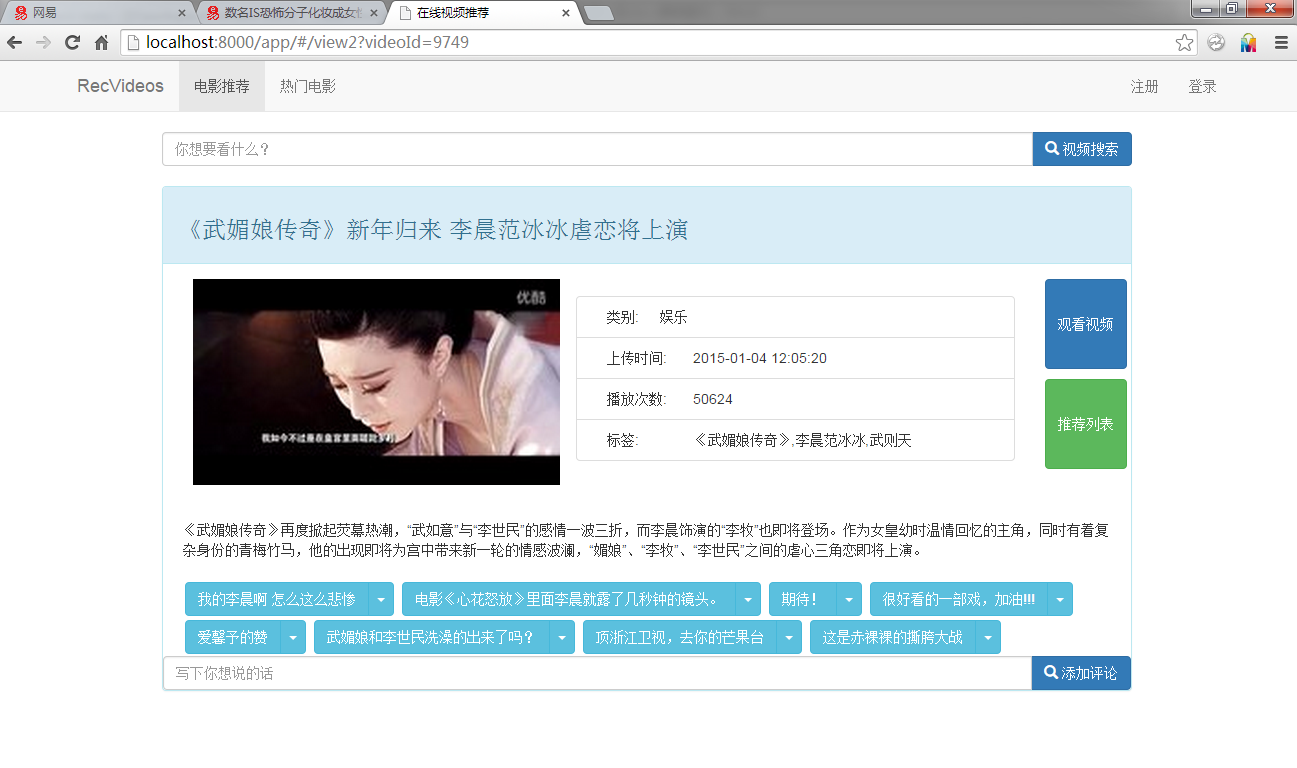 网易
数名IS恐怖分子化妆成女
在线视频推荐
localhost:8000/app/#/view2?videoId=9749
RecVideos 电影推荐 热门电影 注册 登录
你想要看什么? 视频搜索
《武媚娘传奇》新年归来 李晨范冰冰虐恋将上演
优酷
类别: 娱乐
观看视频
上传时间: 2015-01-04 12:05:20
播放次数: 50624
推荐列表
标签: 《武媚娘传奇》,李晨范冰冰,武则天
《武媚娘传奇》再度掀起荧幕热潮，“武如意”与“李世民”的感情一波三折，而李晨饰演的“李牧”也即将登场。作为女皇幼时温情回忆的主角，同时有着复
杂身份的青梅竹马，他的出现即将为宫中带来新一轮的情感波澜，“媚娘”、“李牧”、“李世民”之间的虐心三角恋即将上演。
我的李晨啊 怎么这么悲惨 电影《心花怒放》里面李晨就露了几秒钟的镜头。 期待！ 很好看的一部戏，加油!!!
爱馨予的赞 武媚娘和李世民洗澡的出来了吗？ 顶浙江卫视，去你的芒果台 这是赤裸裸的撕胯大战
写下你想说的话 添加评论